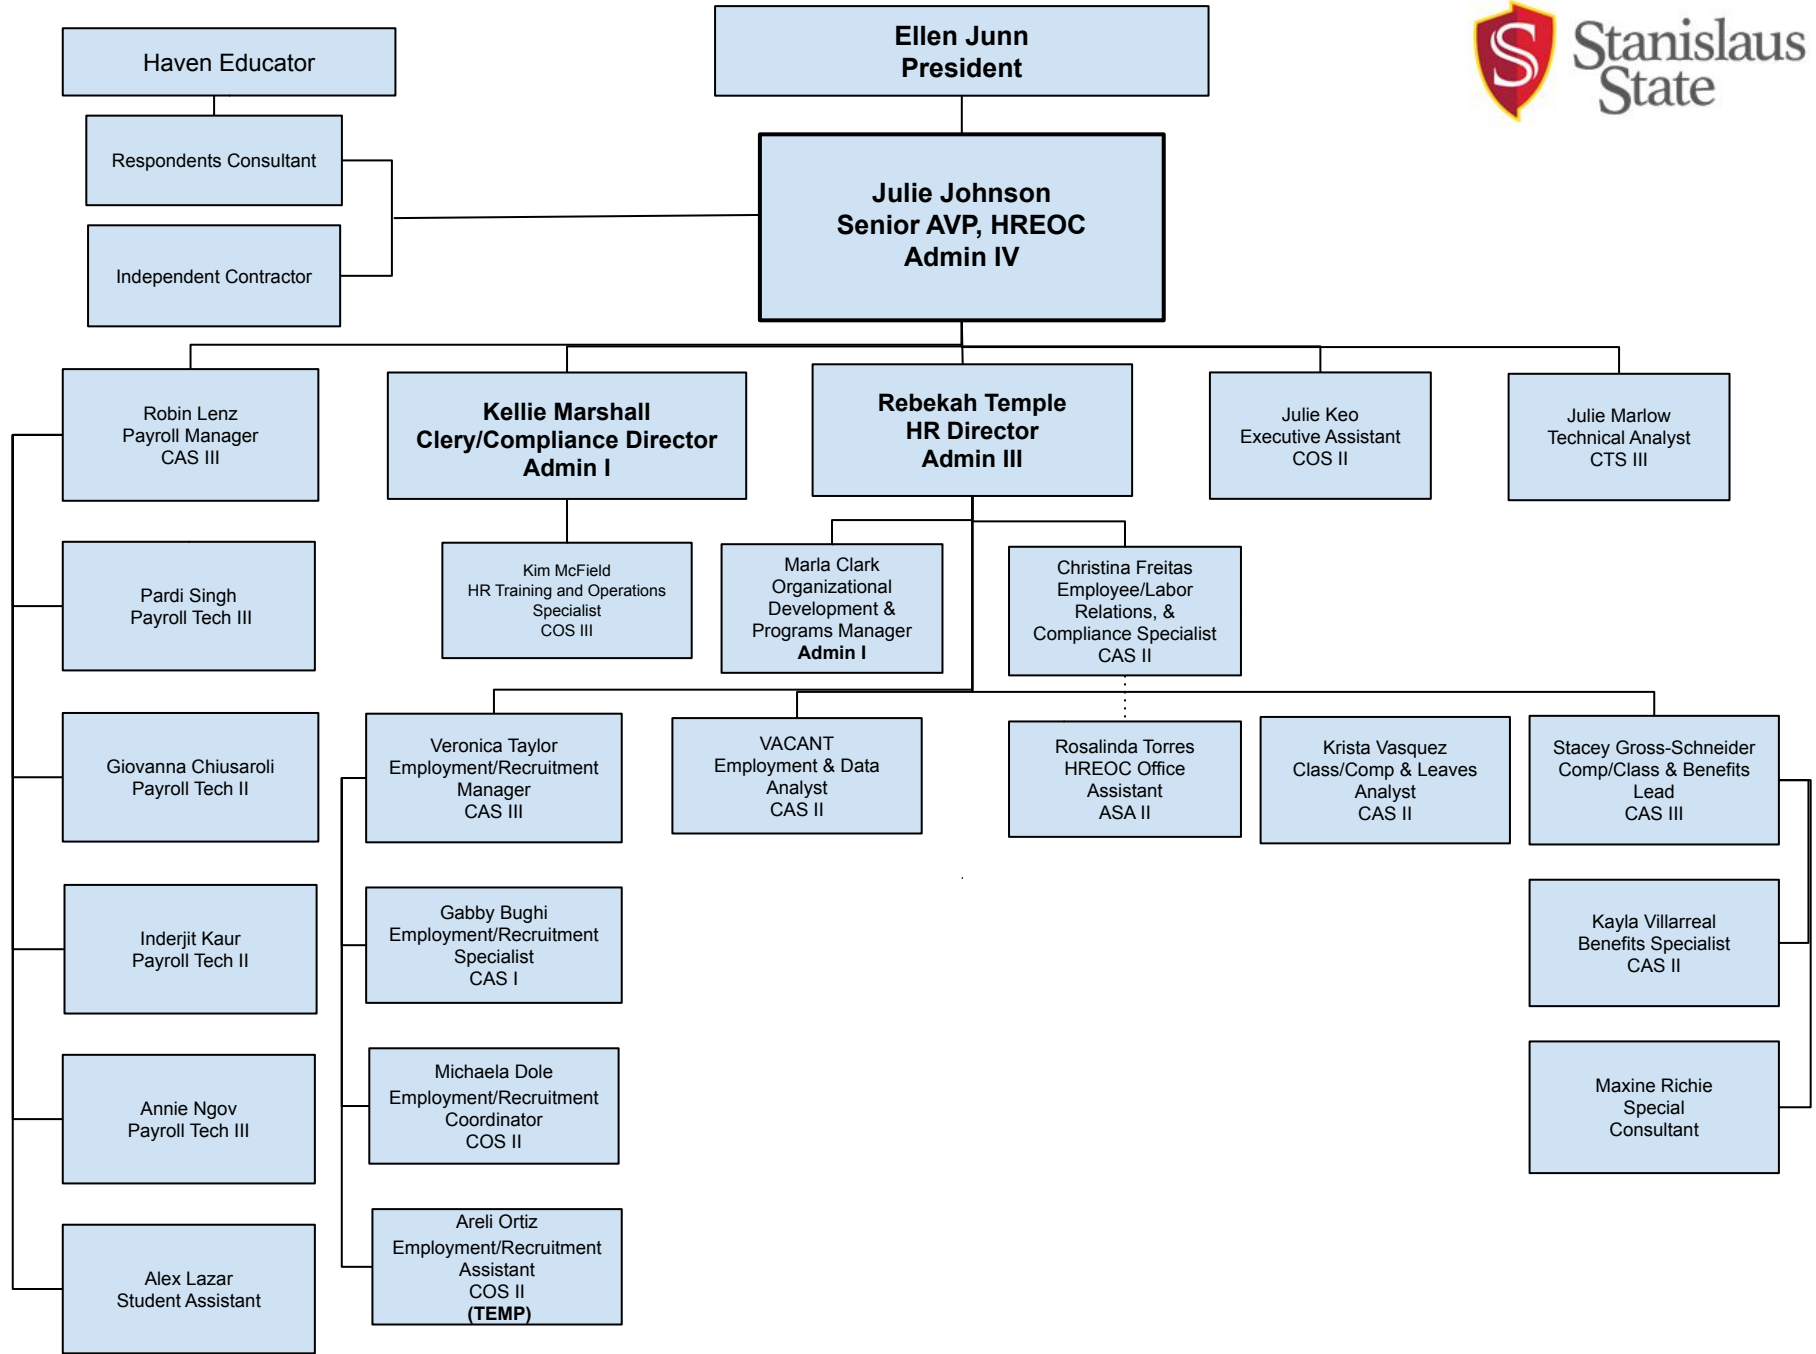 Haven Educator
Ellen Junn
President
Stanislaus
State
Respondents Consultant
Independent Contractor
Julie Johnson
Senior AVP, HREOC
Admin IV
Robin Lenz
Payroll Manager
CAS III
Kellie Marshall
Clery/Compliance Director
Admin I
Rebekah Temple
HR Director
Admin III
Julie Keo
Executive Assistant
COS II
Julie Marlow
Technical Analyst
CTS III
Pardi Singh
Payroll Tech III
Kim McField
HR Training and Operations
Specialist
COS III
Marla Clark
Organizational
Development &
Programs Manager
Admin I
Christina Freitas
Employee/Labor
Relations, &
Compliance Specialist
CAS II
Giovanna Chiusaroli
Payroll Tech II
Veronica Taylor
Employment/Recruitment
Manager
CAS III
VACANT
Employment & Data
Analyst
CAS II
Rosalinda Torres
HREOC Office
Assistant
ASA II
Krista Vasquez
Class/Comp & Leaves
Analyst
CAS II
Stacey Gross-Schneider
Comp/Class & Benefits
Lead
CAS III
Inderjit Kaur
Payroll Tech II
Gabby Bughi
Employment/Recruitment
Specialist
CAS I
Kayla Villarreal
Benefits Specialist
CAS II
Annie Ngov
Payroll Tech III
Michaela Dole
Employment/Recruitment
Coordinator
COS II
Maxine Richie
Special
Consultant
Alex Lazar
Student Assistant
Areli Ortiz
Employment/Recruitment
Assistant
COS II
(TEMP)